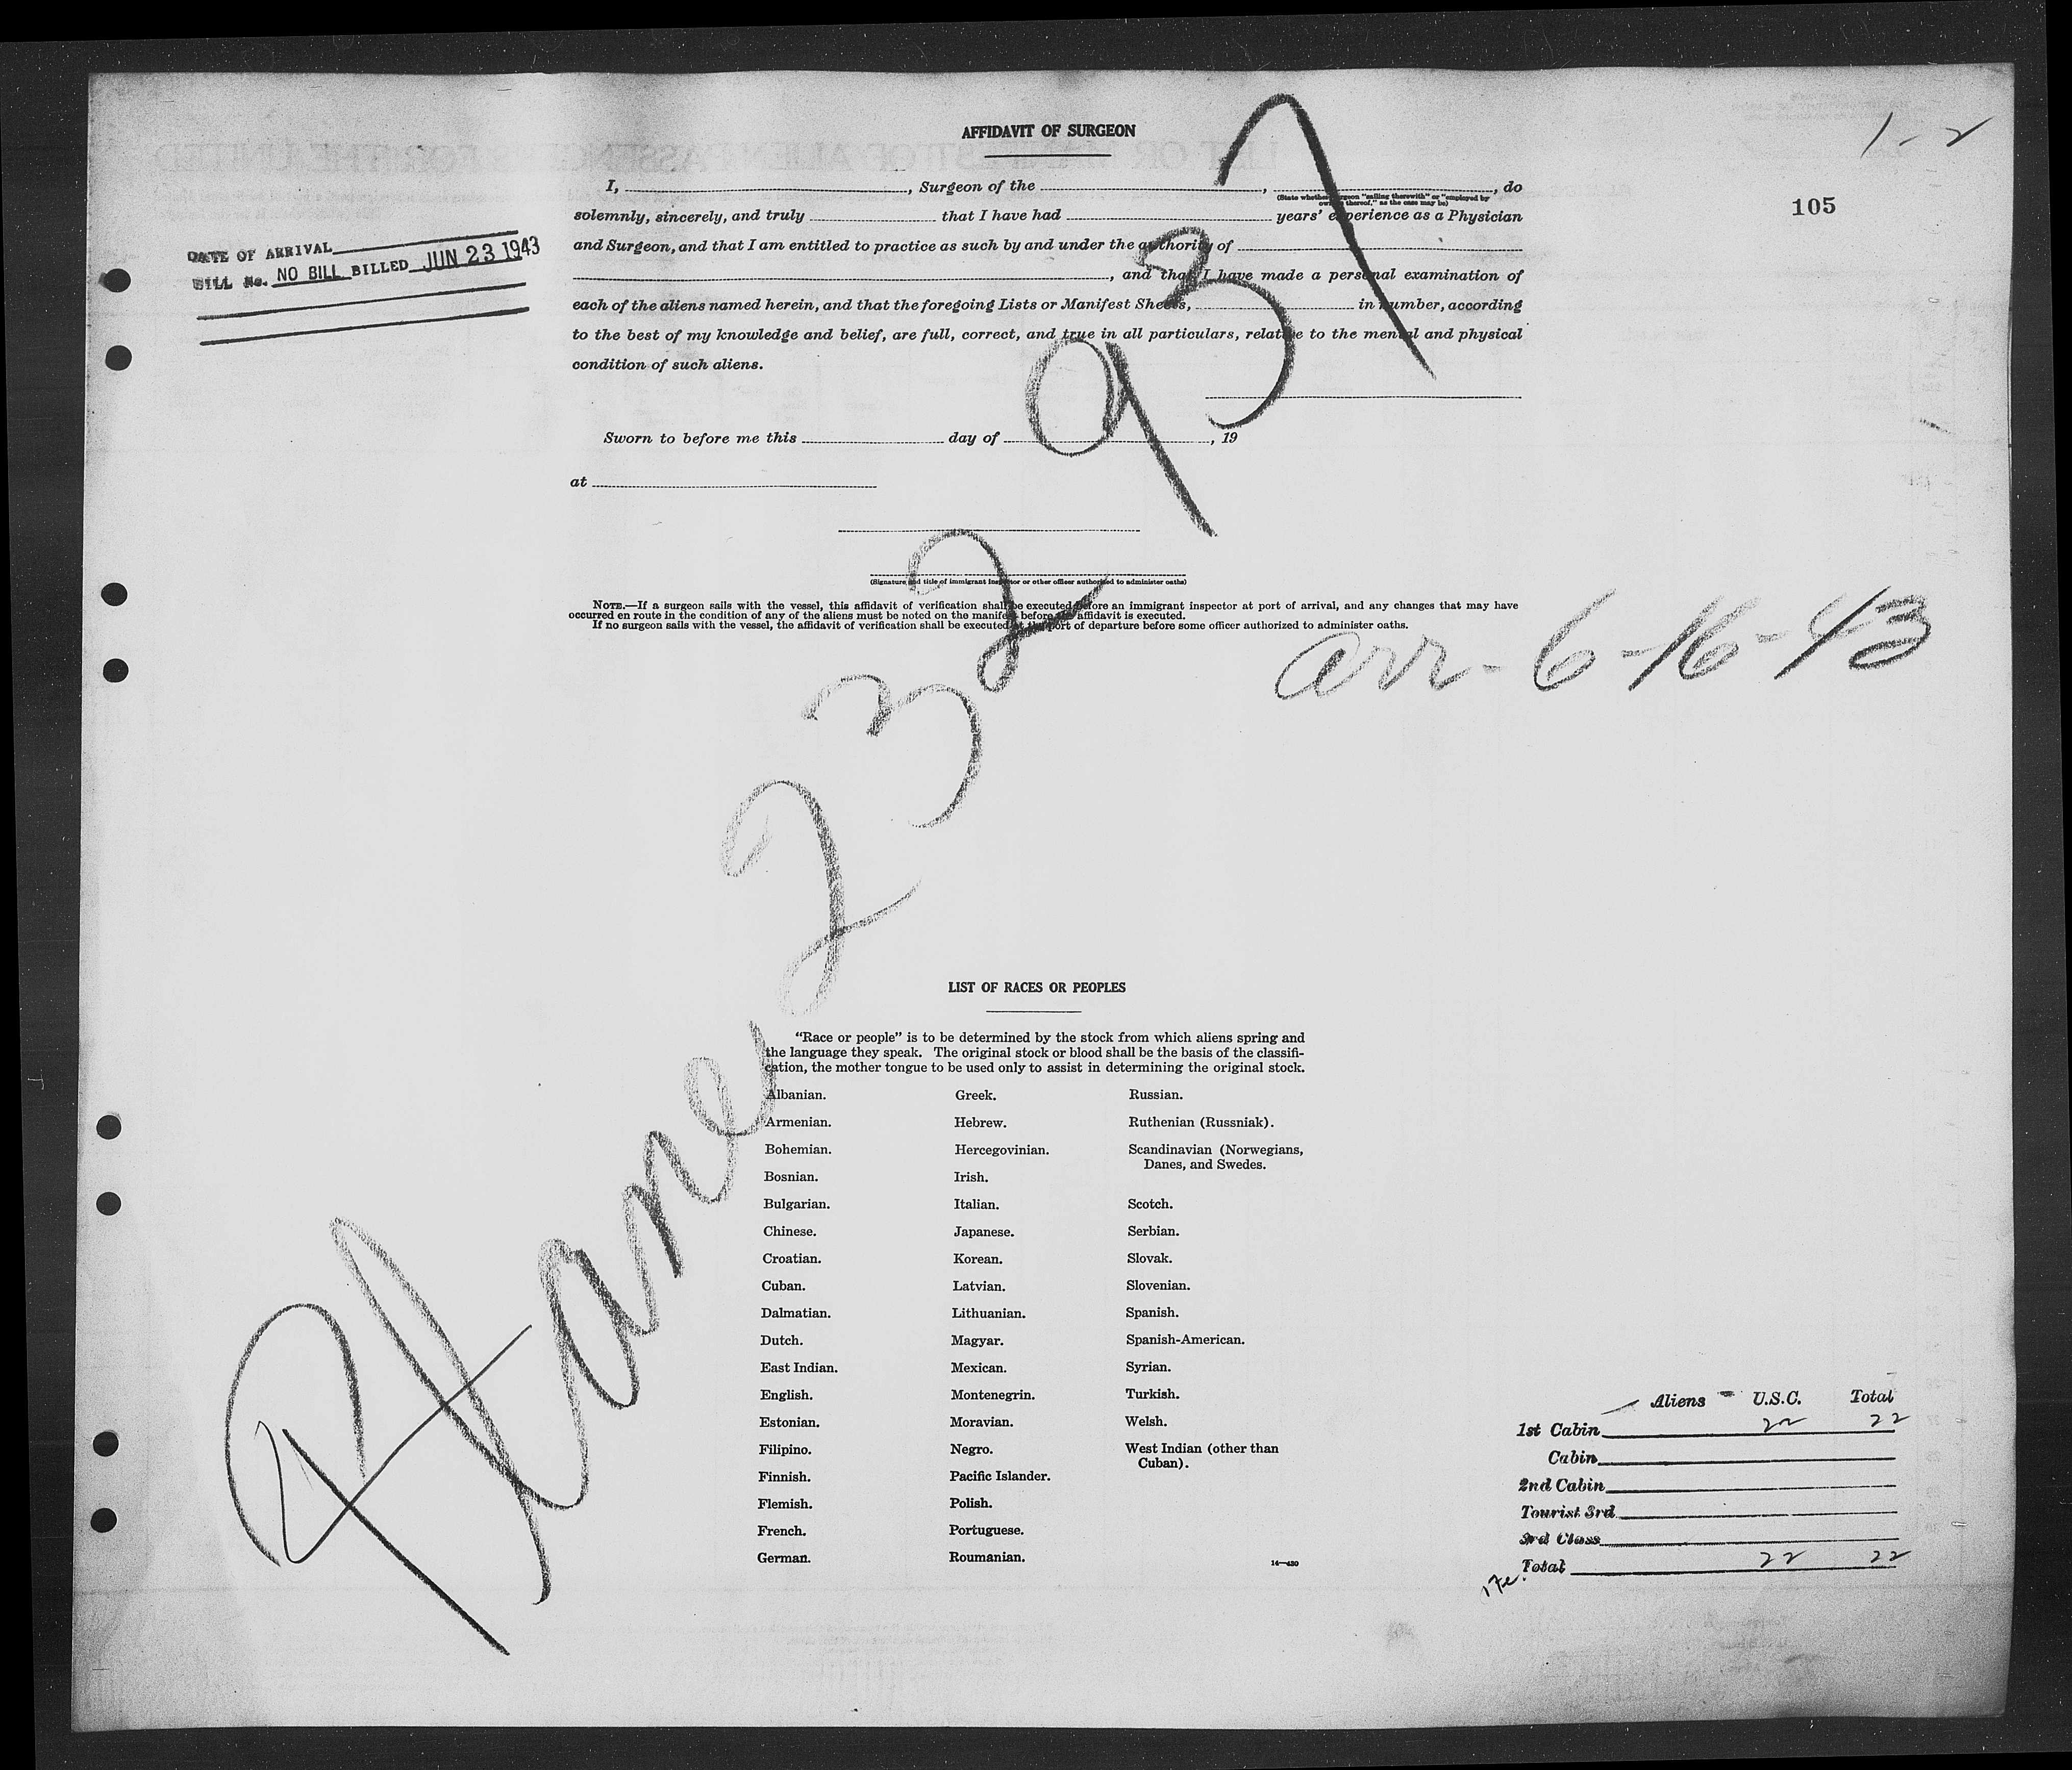 AFFIDAVIT OF SURGEON
1-2
105
I, , Surgeon of the , , do
(State whether surgeon "sailing therewith" or "employed by
owners thereof," as the case may be)
solemnly, sincerely, and truly that I have had years' experience as a Physician
and Surgeon, and that I am entitled to practice as such by and under the authority of
, and that I have made a personal examination of
each of the aliens named herein, and that the foregoing Lists or Manifest Sheets, in number, according
to the best of my knowledge and belief, are full, correct, and true in all particulars, relative to the mental and physical
condition of such aliens.
DATE OF ARRIVAL
BILL No. NO BILL BILLED JUN 23 1943
Sworn to before me this day of , 19
at
(Signature and title of immigrant inspector or other officer authorized to administer oaths)
NOTE.—If a surgeon sails with the vessel, this affidavit of verification shall be executed before an immigrant inspector at port of arrival, and any changes that may have
occurred en route in the condition of any of the aliens must be noted on the manifest before the affidavit is executed.
If no surgeon sails with the vessel, the affidavit of verification shall be executed at the port of departure before some officer authorized to administer oaths.
arr- 6-16-43
Plane 232937
LIST OF RACES OR PEOPLES
"Race or people" is to be determined by the stock from which aliens spring and
the language they speak. The original stock or blood shall be the basis of the classifi-
cation, the mother tongue to be used only to assist in determining the original stock.
Albanian.
Armenian.
Bohemian.
Bosnian.
Bulgarian.
Chinese.
Croatian.
Cuban.
Dalmatian.
Dutch.
East Indian.
English.
Estonian.
Filipino.
Finnish.
Flemish.
French.
German.
Greek.
Hebrew.
Hercegovinian.
Irish.
Italian.
Japanese.
Korean.
Latvian.
Lithuanian.
Magyar.
Mexican.
Montenegrin.
Moravian.
Negro.
Pacific Islander.
Polish.
Portuguese.
Roumanian.
Russian.
Ruthenian (Russniak).
Scandinavian (Norwegians,
Danes, and Swedes.
Scotch.
Serbian.
Slovak.
Slovenian.
Spanish.
Spanish-American.
Syrian.
Turkish.
Welsh.
West Indian (other than
Cuban).
14—430
Aliens U.S.C. Total
1st Cabin 22 22
Cabin
2nd Cabin
Tourist 3rd
3rd Class
Total 22 22